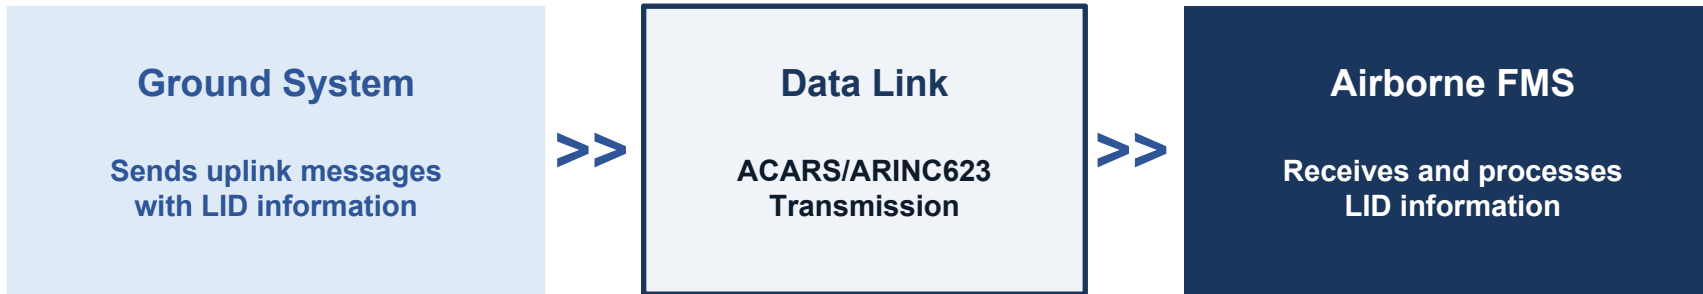 Ground System
Sends uplink messages
with LID information
>>
Data Link
ACARS/ARINC623
Transmission
>>
Airborne FMS
Receives and processes
LID information